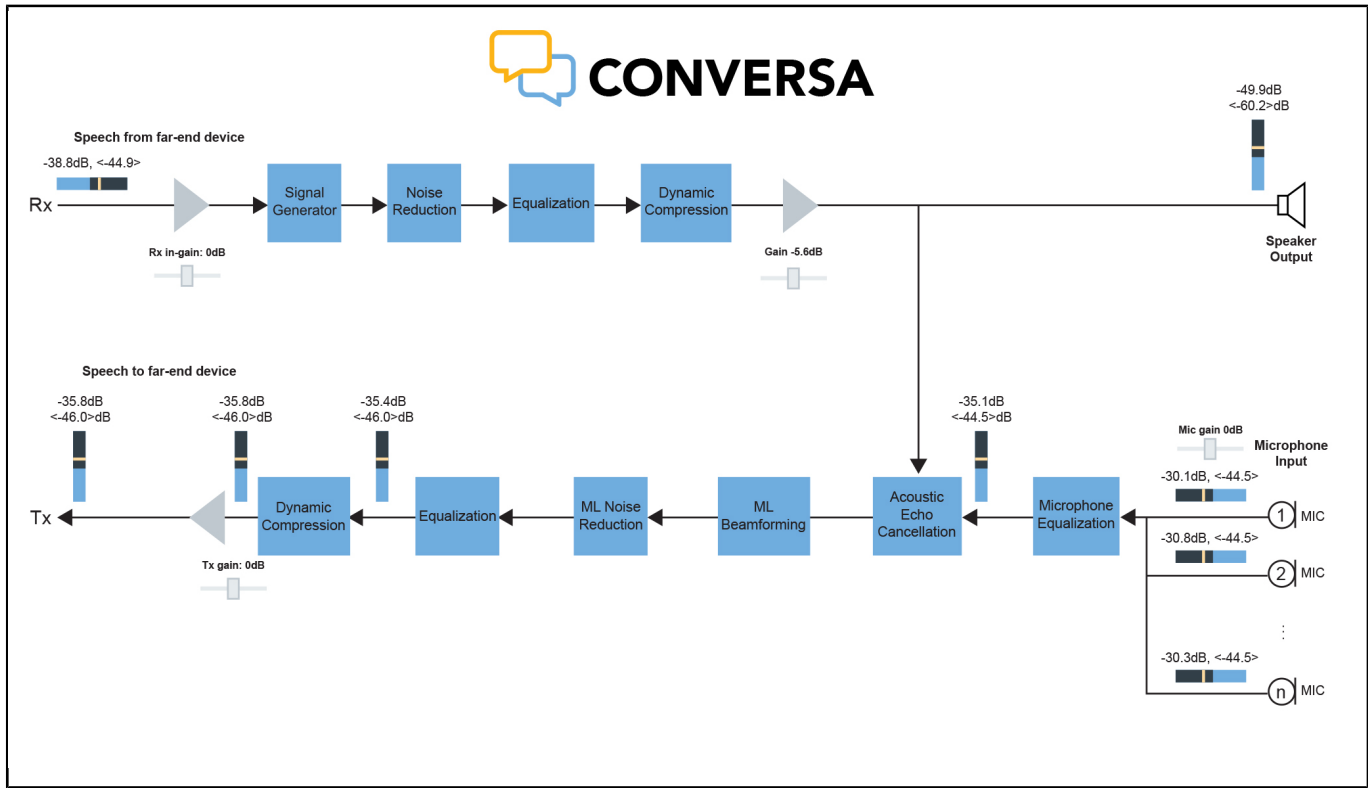 CONVERSA
-49.9dB
<-60.2>dB
Speech from far-end device
-38.8dB, <-44.9>
Rx
Signal
Generator
Noise
Reduction
Equalization
Dynamic
Compression
Rx in-gain: 0dB
Gain -5.6dB
Speaker
Output
Speech to far-end device
-35.8dB
<-46.0>dB
-35.8dB
<-46.0>dB
-35.4dB
<-46.0>dB
-35.1dB
<-44.5>dB
Mic gain 0dB
Microphone
Input
-30.1dB, <-44.5>
Tx
Dynamic
Compression
Equalization
ML Noise
Reduction
ML
Beamforming
Acoustic
Echo
Cancellation
Microphone
Equalization
1 MIC
-30.8dB, <-44.5>
2 MIC
Tx gain: 0dB
⋮
-30.3dB, <-44.5>
n MIC